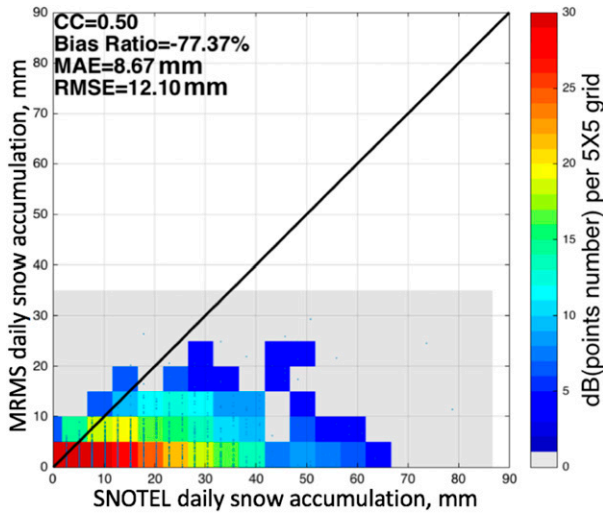 CC=0.50
Bias Ratio=-77.37%
MAE=8.67 mm
RMSE=12.10 mm
90
80
70
60
50
40
30
20
10
0
MRMS daily snow accumulation, mm
0 10 20 30 40 50 60 70 80 90
SNOTEL daily snow accumulation, mm
30
25
20
15
10
5
0
dB(points number) per 5X5 grid